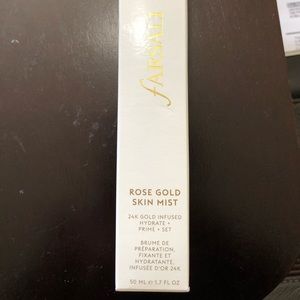 fARSALI
ROSE GOLD
SKIN MIST
24K GOLD INFUSED
HYDRATE +
PRIME + SET
BRUME DE
PRÉPARATION,
FIXANTE ET
HYDRATANTE,
INFUSÉE D'OR 24K
50 ML ℮ 1.7 FL OZ